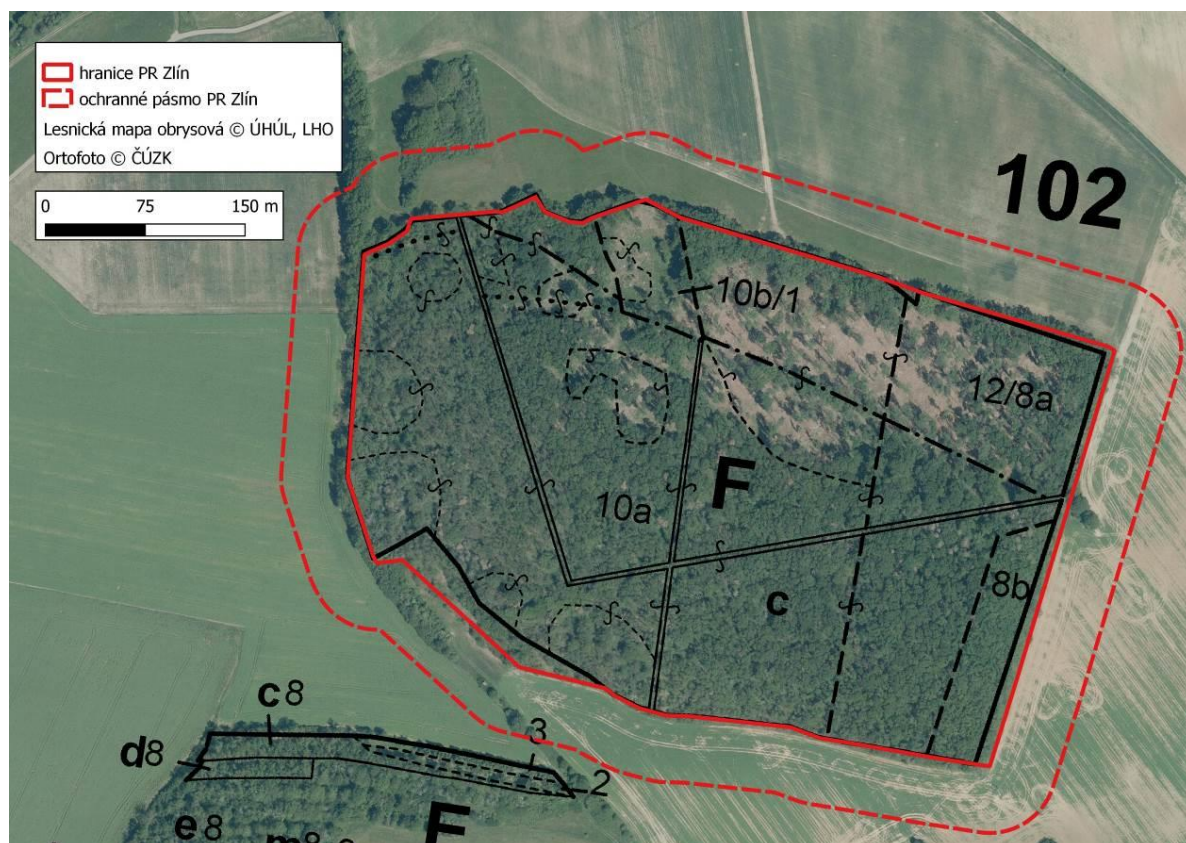 hranice PR Zlín
ochranné pásmo PR Zlín
Lesnická mapa obrysová © ÚHÚL, LHO
Ortofoto © ČÚZK
0 75 150 m
102
10b/1
12/8a
F
10a
8b
c
c8
3
d8
2
F
e8